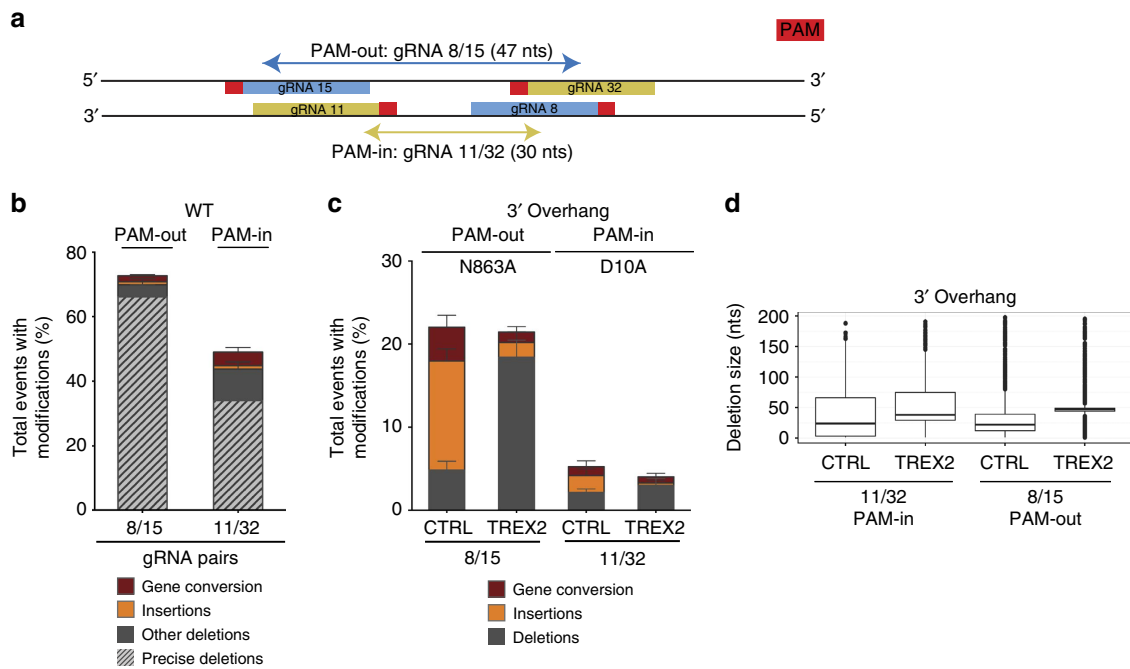 a
PAM
PAM-out: gRNA 8/15 (47 nts)
5′ 3′
gRNA 15 gRNA 32
gRNA 11 gRNA 8
3′ 5′
PAM-in: gRNA 11/32 (30 nts)
b
WT
PAM-out PAM-in
Total events with
modifications (%)
80
60
40
20
0
8/15 11/32
gRNA pairs
Gene conversion
Insertions
Other deletions
Precise deletions
c
3′ Overhang
PAM-out PAM-in
N863A D10A
Total events with
modifications (%)
30
20
10
0
CTRL TREX2 CTRL TREX2
8/15 11/32
Gene conversion
Insertions
Deletions
d
3′ Overhang
Deletion size (nts)
200
150
100
50
0
CTRL TREX2 CTRL TREX2
11/32 8/15
PAM-in PAM-out